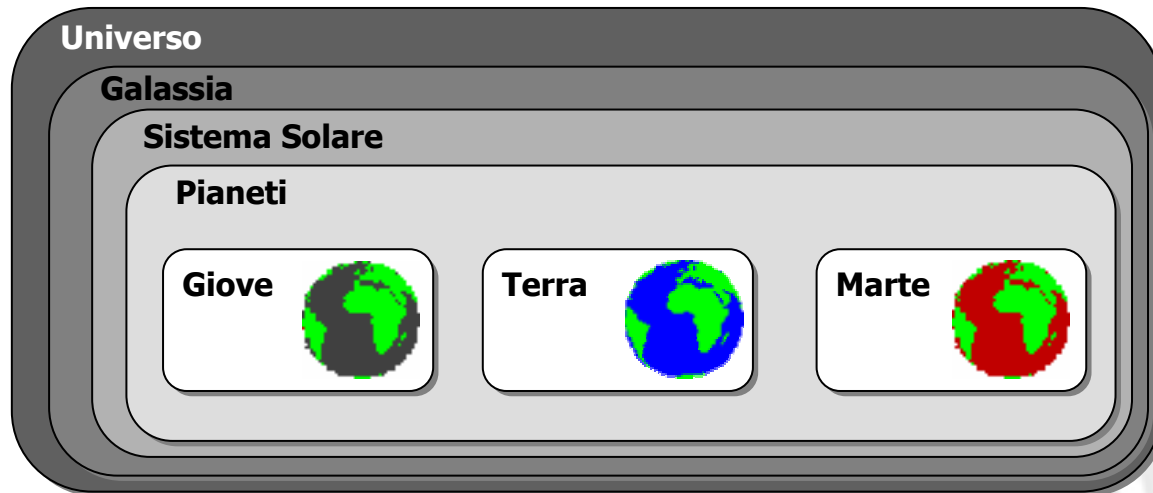 Universo
Galassia
Sistema Solare
Pianeti
Giove
Terra
Marte